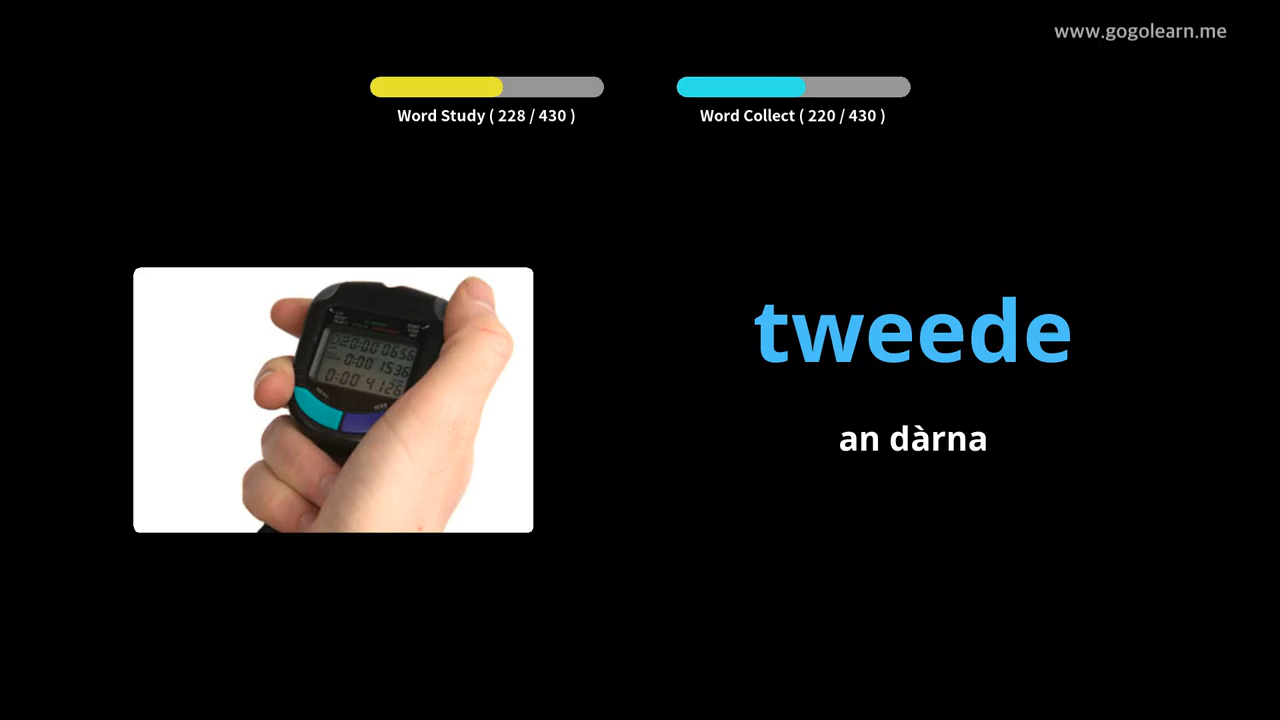 www.gogolearn.me
Word Study ( 228 / 430 )
Word Collect ( 220 / 430 )
tweede
an dàrna